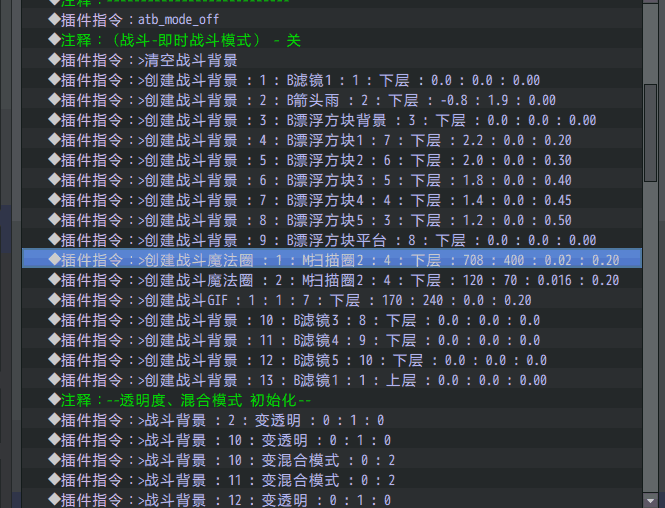 ◆注释：--------------------------
◆插件指令：atb_mode_off
◆注释：（战斗-即时战斗模式） - 关
◆插件指令：>清空战斗背景
◆插件指令：>创建战斗背景 : 1 : B滤镜1 : 1 : 下层 : 0.0 : 0.0 : 0.00
◆插件指令：>创建战斗背景 : 2 : B箭头雨 : 2 : 下层 : -0.8 : 1.9 : 0.00
◆插件指令：>创建战斗背景 : 3 : B漂浮方块背景 : 3 : 下层 : 0.0 : 0.0 : 0.00
◆插件指令：>创建战斗背景 : 4 : B漂浮方块1 : 7 : 下层 : 2.2 : 0.0 : 0.20
◆插件指令：>创建战斗背景 : 5 : B漂浮方块2 : 6 : 下层 : 2.0 : 0.0 : 0.30
◆插件指令：>创建战斗背景 : 6 : B漂浮方块3 : 5 : 下层 : 1.8 : 0.0 : 0.40
◆插件指令：>创建战斗背景 : 7 : B漂浮方块4 : 4 : 下层 : 1.4 : 0.0 : 0.45
◆插件指令：>创建战斗背景 : 8 : B漂浮方块5 : 3 : 下层 : 1.2 : 0.0 : 0.50
◆插件指令：>创建战斗背景 : 9 : B漂浮方块平台 : 8 : 下层 : 0.0 : 0.0 : 0.00
◆插件指令：>创建战斗魔法圈 : 1 : M扫描圈2 : 4 : 下层 : 708 : 400 : 0.02 : 0.20
◆插件指令：>创建战斗魔法圈 : 2 : M扫描圈2 : 4 : 下层 : 120 : 70 : 0.016 : 0.20
◆插件指令：>创建战斗GIF : 1 : 1 : 7 : 下层 : 170 : 240 : 0.0 : 0.20
◆插件指令：>创建战斗背景 : 10 : B滤镜3 : 8 : 下层 : 0.0 : 0.0 : 0.0
◆插件指令：>创建战斗背景 : 11 : B滤镜4 : 9 : 下层 : 0.0 : 0.0 : 0.0
◆插件指令：>创建战斗背景 : 12 : B滤镜5 : 10 : 下层 : 0.0 : 0.0 : 0.0
◆插件指令：>创建战斗背景 : 13 : B滤镜1 : 1 : 上层 : 0.0 : 0.0 : 0.00
◆注释：--透明度、混合模式 初始化--
◆插件指令：>战斗背景 : 2 : 变透明 : 0 : 1 : 0
◆插件指令：>战斗背景 : 10 : 变透明 : 0 : 1 : 0
◆插件指令：>战斗背景 : 10 : 变混合模式 : 0 : 2
◆插件指令：>战斗背景 : 11 : 变混合模式 : 0 : 2
◆插件指令：>战斗背景 : 12 : 变透明 : 0 : 1 : 0